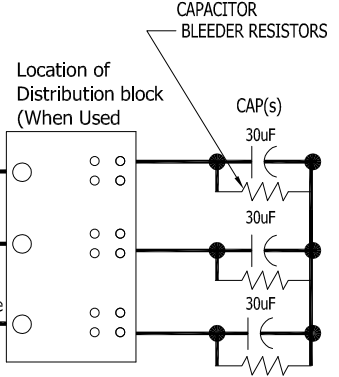 CAPACITOR
BLEEDER RESISTORS
Location of
Distribution block
(When Used
CAP(s)
30uF
30uF
30uF